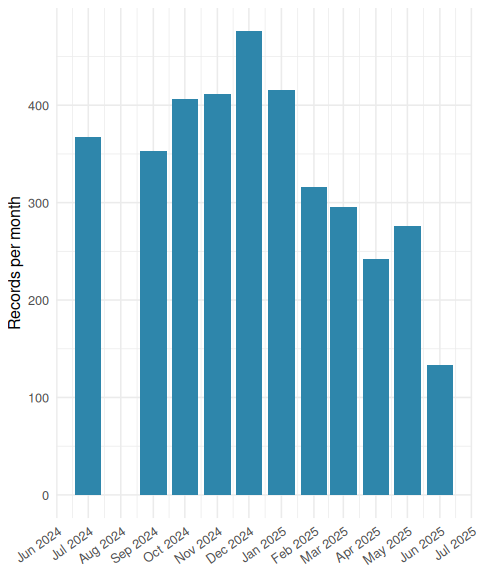 Records per month
400
300
200
100
0
Jun 2024
Jul 2024
Aug 2024
Sep 2024
Oct 2024
Nov 2024
Dec 2024
Jan 2025
Feb 2025
Mar 2025
Apr 2025
May 2025
Jun 2025
Jul 2025